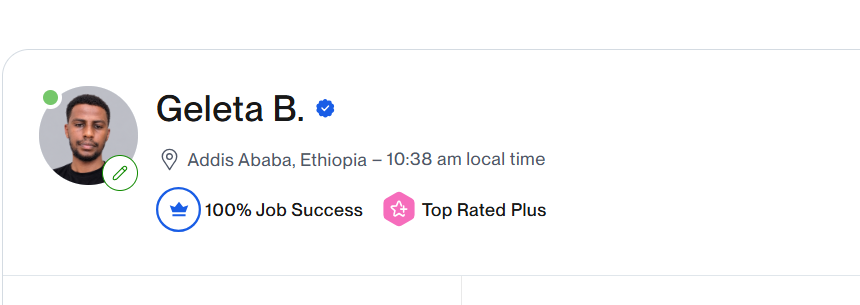 Geleta B.
Addis Ababa, Ethiopia – 10:38 am local time
100% Job Success Top Rated Plus